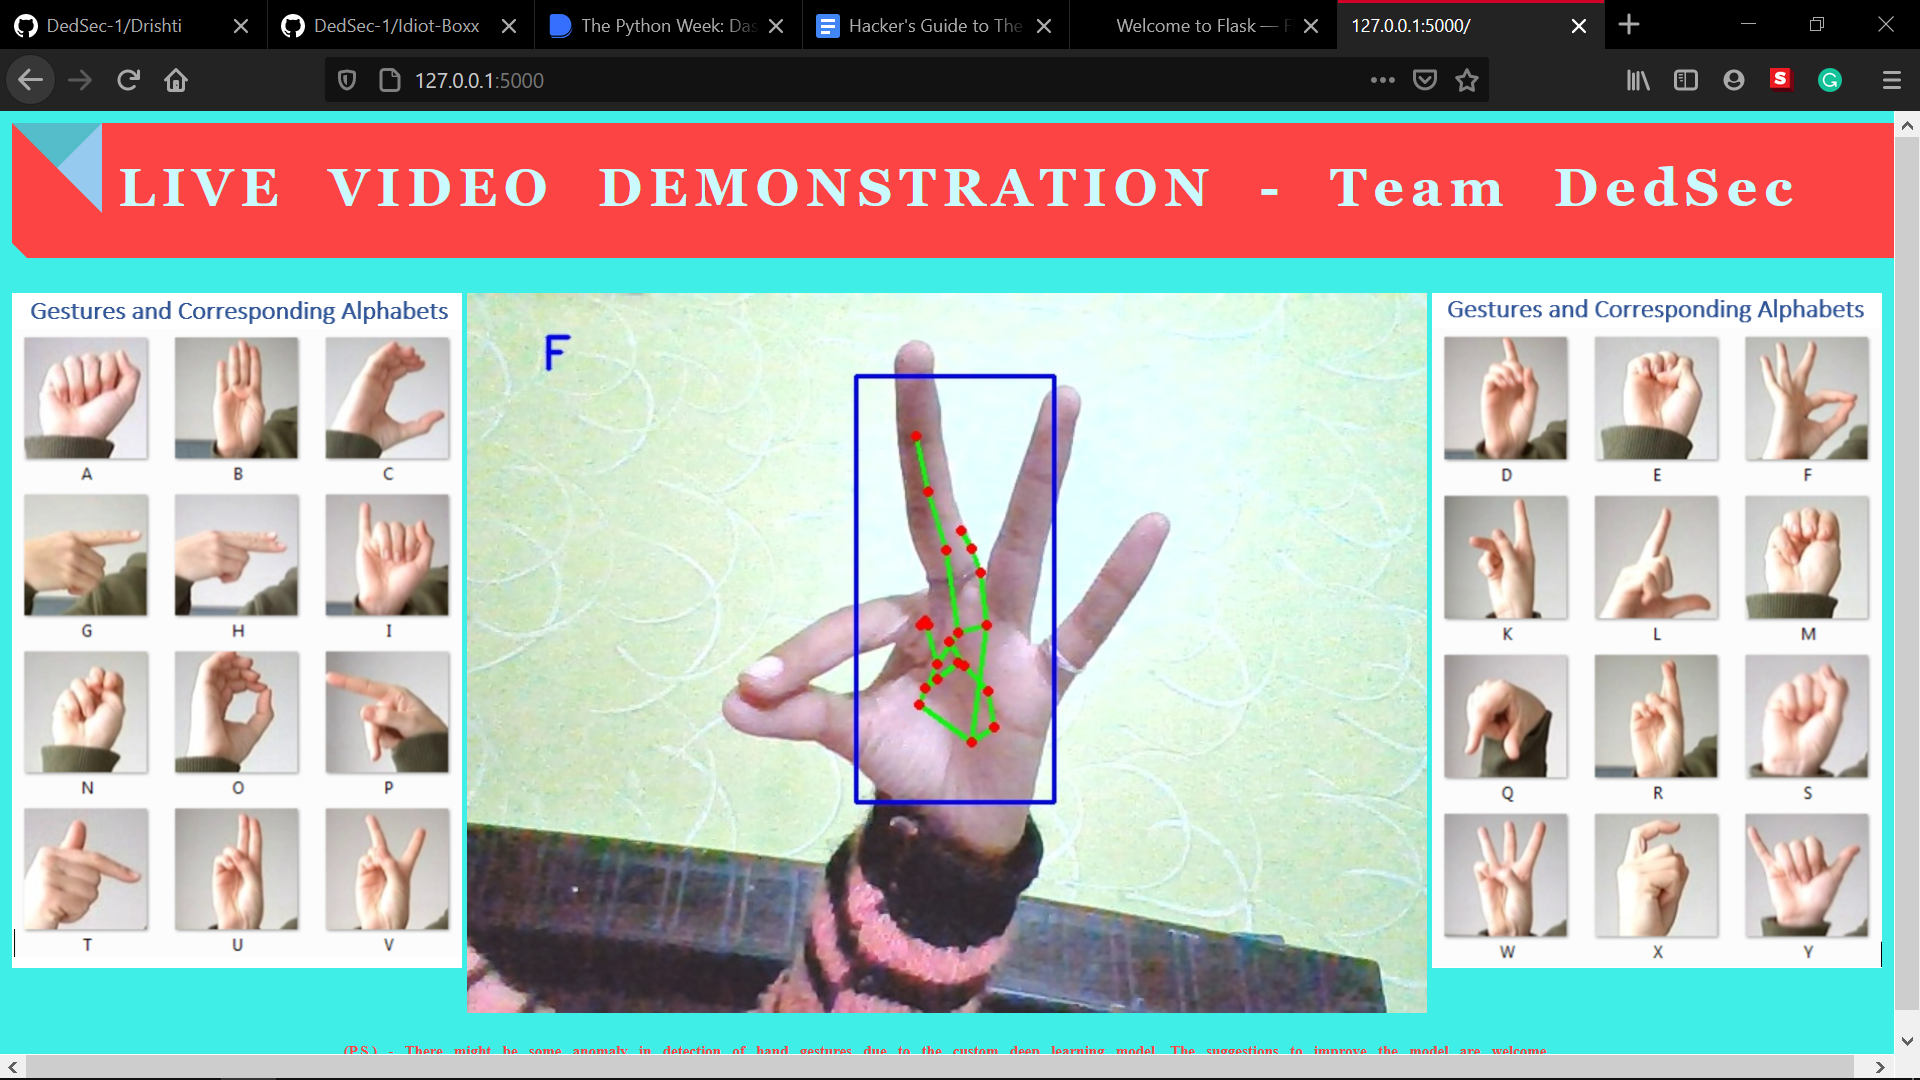 DedSec-1/Drishti
DedSec-1/Idiot-Boxx
The Python Week: Das
Hacker's Guide to The
Welcome to Flask — F
127.0.0.1:5000/
127.0.0.1:5000
S
G
LIVE VIDEO DEMONSTRATION - Team DedSec
Gestures and Corresponding Alphabets
A B C
G H I
N O P
T U V
F
Gestures and Corresponding Alphabets
D E F
K L M
Q R S
W X Y
(P.S.) - There might be some anomaly in detection of hand gestures due to the custom deep learning model. The suggestions to improve the model are welcome